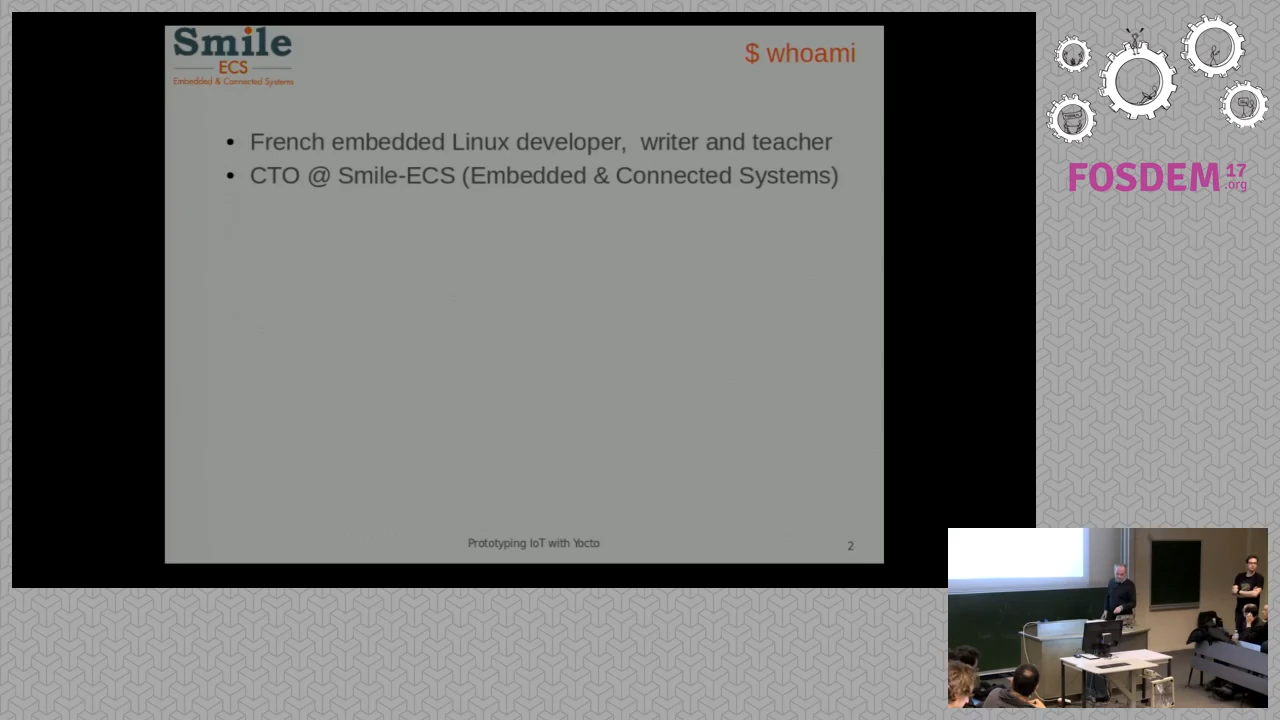 Smile
ECS
Embedded & Connected Systems
$ whoami
• French embedded Linux developer,  writer and teacher
• CTO @ Smile-ECS (Embedded & Connected Systems)
Prototyping IoT with Yocto
2
FOSDEM 17
.org